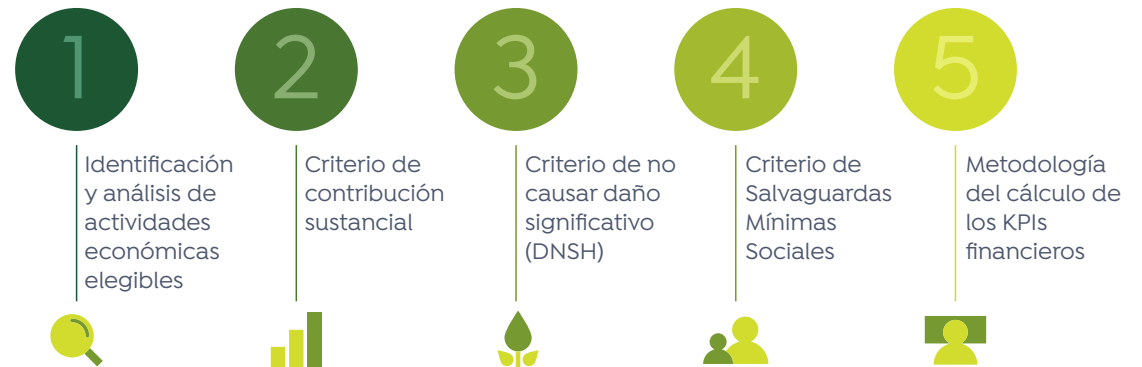 1
Identificación
y análisis de
actividades
económicas
elegibles
2
Criterio de
contribución
sustancial
3
Criterio de no
causar daño
significativo
(DNSH)
4
Criterio de
Salvaguardas
Mínimas
Sociales
5
Metodología
del cálculo de
los KPIs
financieros